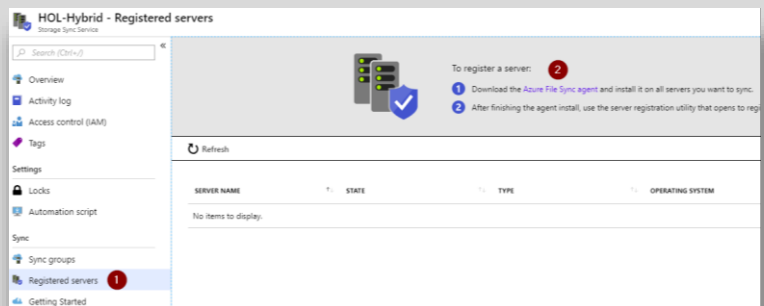 HOL-Hybrid - Registered servers
Storage Sync Service
Search (Ctrl+/)
«
Overview
Activity log
Access control (IAM)
Tags
Settings
Locks
Automation script
Sync
Sync groups
Registered servers 1
Getting Started
To register a server: 2
1 Download the Azure File Sync agent and install it on all servers you want to sync.
2 After finishing the agent install, use the server registration utility that opens to regi
Refresh
SERVER NAME ↑↓ STATE ↑↓ TYPE ↑↓ OPERATING SYSTEM
No items to display.